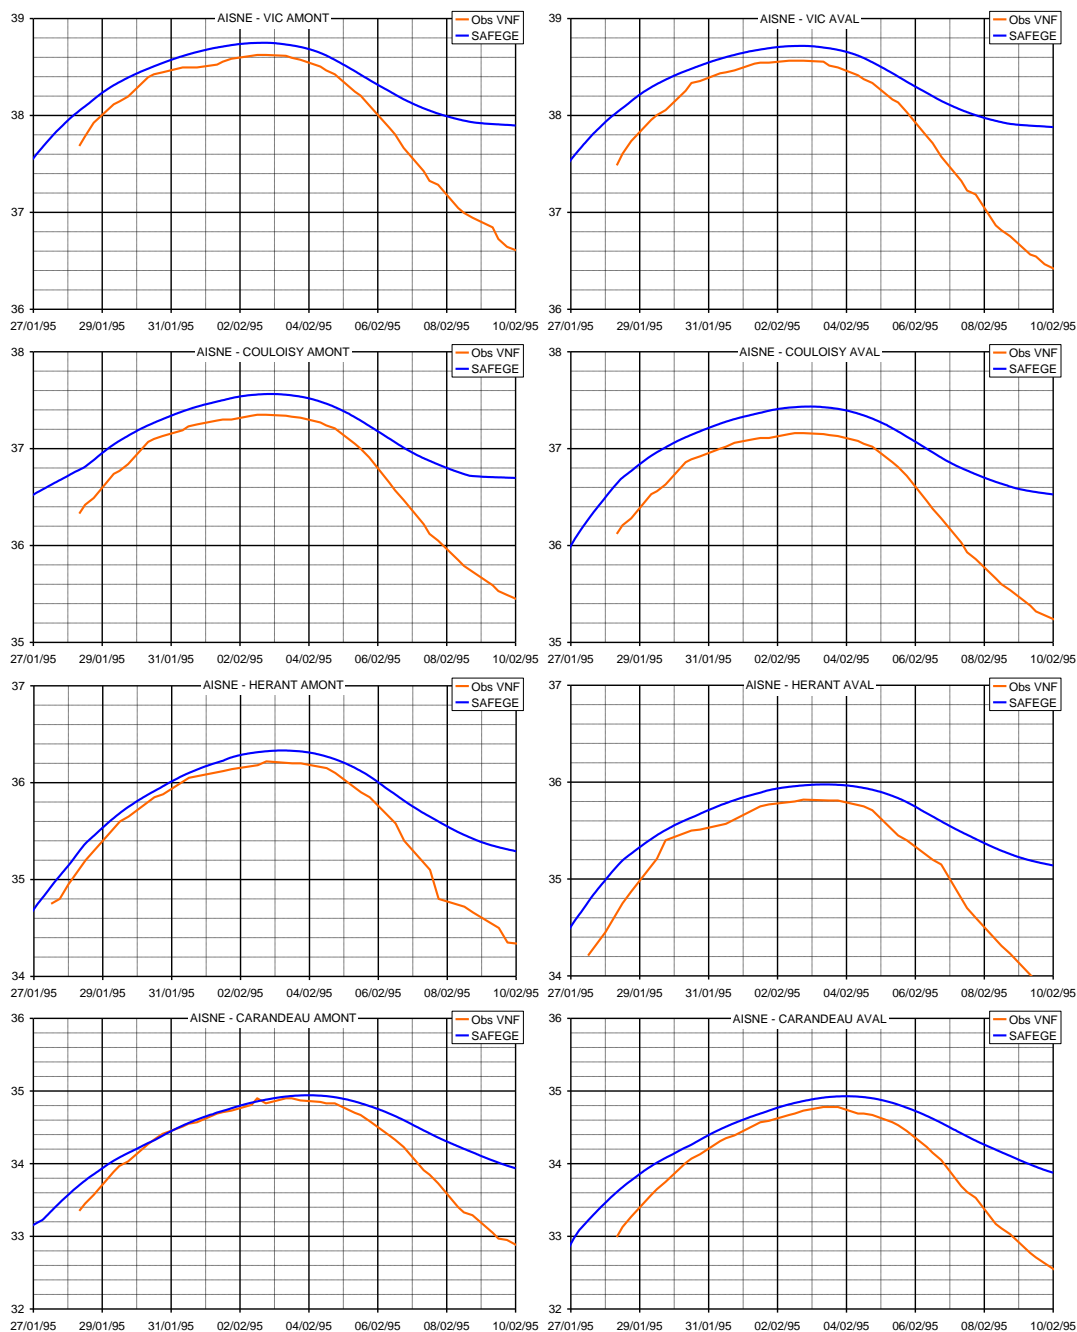 AISNE - VIC AMONT
Obs VNF
SAFEGE
39
38
37
36
27/01/95 29/01/95 31/01/95 02/02/95 04/02/95 06/02/95 08/02/95 10/02/95
AISNE - VIC AVAL
Obs VNF
SAFEGE
39
38
37
36
27/01/95 29/01/95 31/01/95 02/02/95 04/02/95 06/02/95 08/02/95 10/02/95
AISNE - COULOISY AMONT
Obs VNF
SAFEGE
38
37
36
35
27/01/95 29/01/95 31/01/95 02/02/95 04/02/95 06/02/95 08/02/95 10/02/95
AISNE - COULOISY AVAL
Obs VNF
SAFEGE
38
37
36
35
27/01/95 29/01/95 31/01/95 02/02/95 04/02/95 06/02/95 08/02/95 10/02/95
AISNE - HERANT AMONT
Obs VNF
SAFEGE
37
36
35
34
27/01/95 29/01/95 31/01/95 02/02/95 04/02/95 06/02/95 08/02/95 10/02/95
AISNE - HERANT AVAL
Obs VNF
SAFEGE
37
36
35
34
27/01/95 29/01/95 31/01/95 02/02/95 04/02/95 06/02/95 08/02/95 10/02/95
AISNE - CARANDEAU AMONT
Obs VNF
SAFEGE
36
35
34
33
32
27/01/95 29/01/95 31/01/95 02/02/95 04/02/95 06/02/95 08/02/95 10/02/95
AISNE - CARANDEAU AVAL
Obs VNF
SAFEGE
36
35
34
33
32
27/01/95 29/01/95 31/01/95 02/02/95 04/02/95 06/02/95 08/02/95 10/02/95